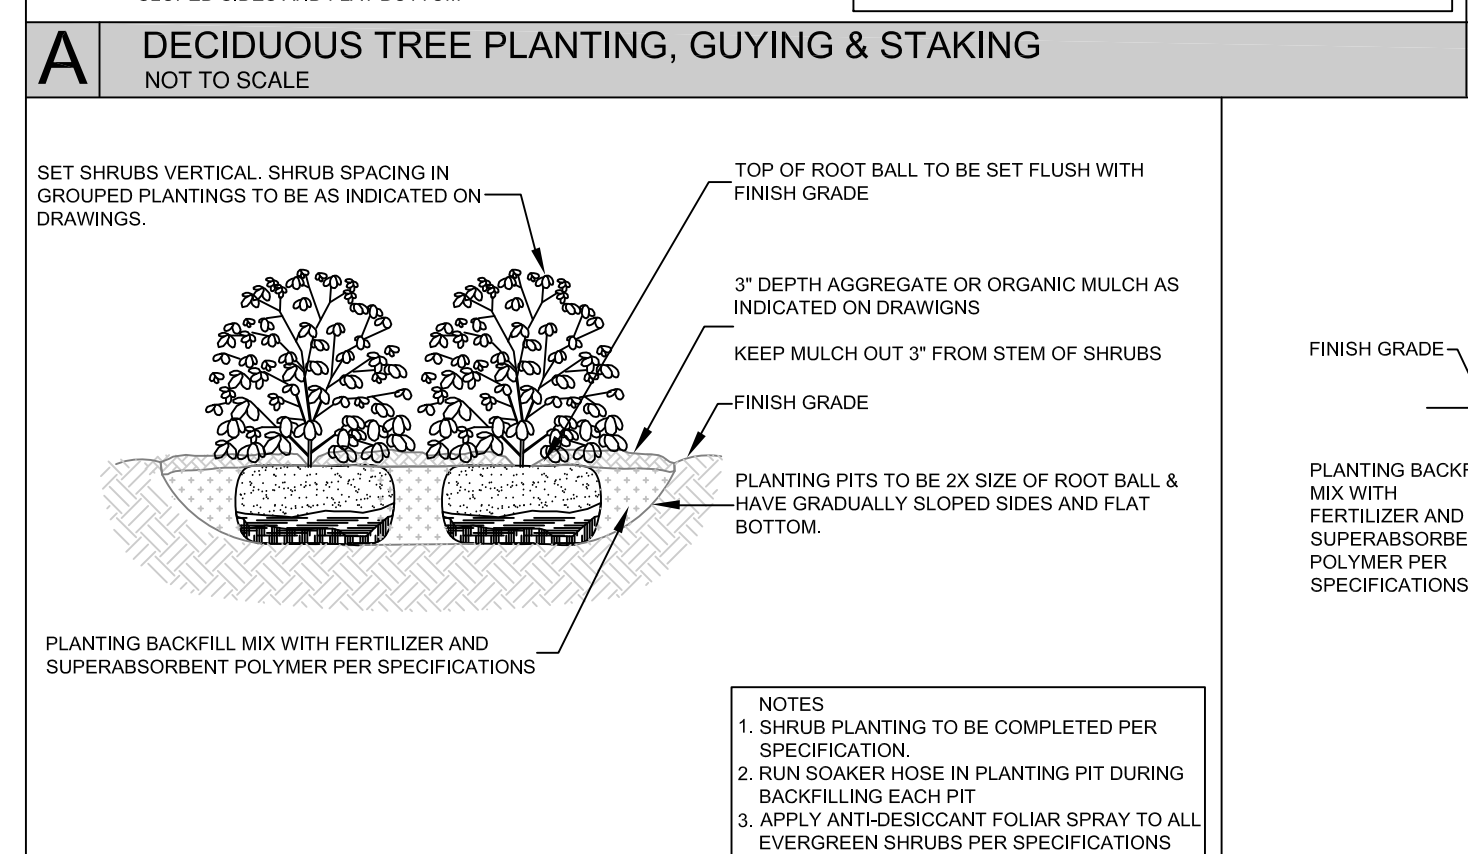 A
DECIDUOUS TREE PLANTING, GUYING & STAKING
NOT TO SCALE
SET SHRUBS VERTICAL. SHRUB SPACING IN
GROUPED PLANTINGS TO BE AS INDICATED ON
DRAWINGS.
TOP OF ROOT BALL TO BE SET FLUSH WITH
FINISH GRADE
3" DEPTH AGGREGATE OR ORGANIC MULCH AS
INDICATED ON DRAWIGNS
KEEP MULCH OUT 3" FROM STEM OF SHRUBS
FINISH GRADE
PLANTING PITS TO BE 2X SIZE OF ROOT BALL &
HAVE GRADUALLY SLOPED SIDES AND FLAT
BOTTOM.
PLANTING BACKFILL MIX WITH FERTILIZER AND
SUPERABSORBENT POLYMER PER SPECIFICATIONS
NOTES
1. SHRUB PLANTING TO BE COMPLETED PER
SPECIFICATION.
2. RUN SOAKER HOSE IN PLANTING PIT DURING
BACKFILLING EACH PIT
3. APPLY ANTI-DESICCANT FOLIAR SPRAY TO ALL
EVERGREEN SHRUBS PER SPECIFICATIONS
FINISH GRADE
PLANTING
MIX WITH
FERTILIZER AND
POLYMER PER
SPECIFICATIONS